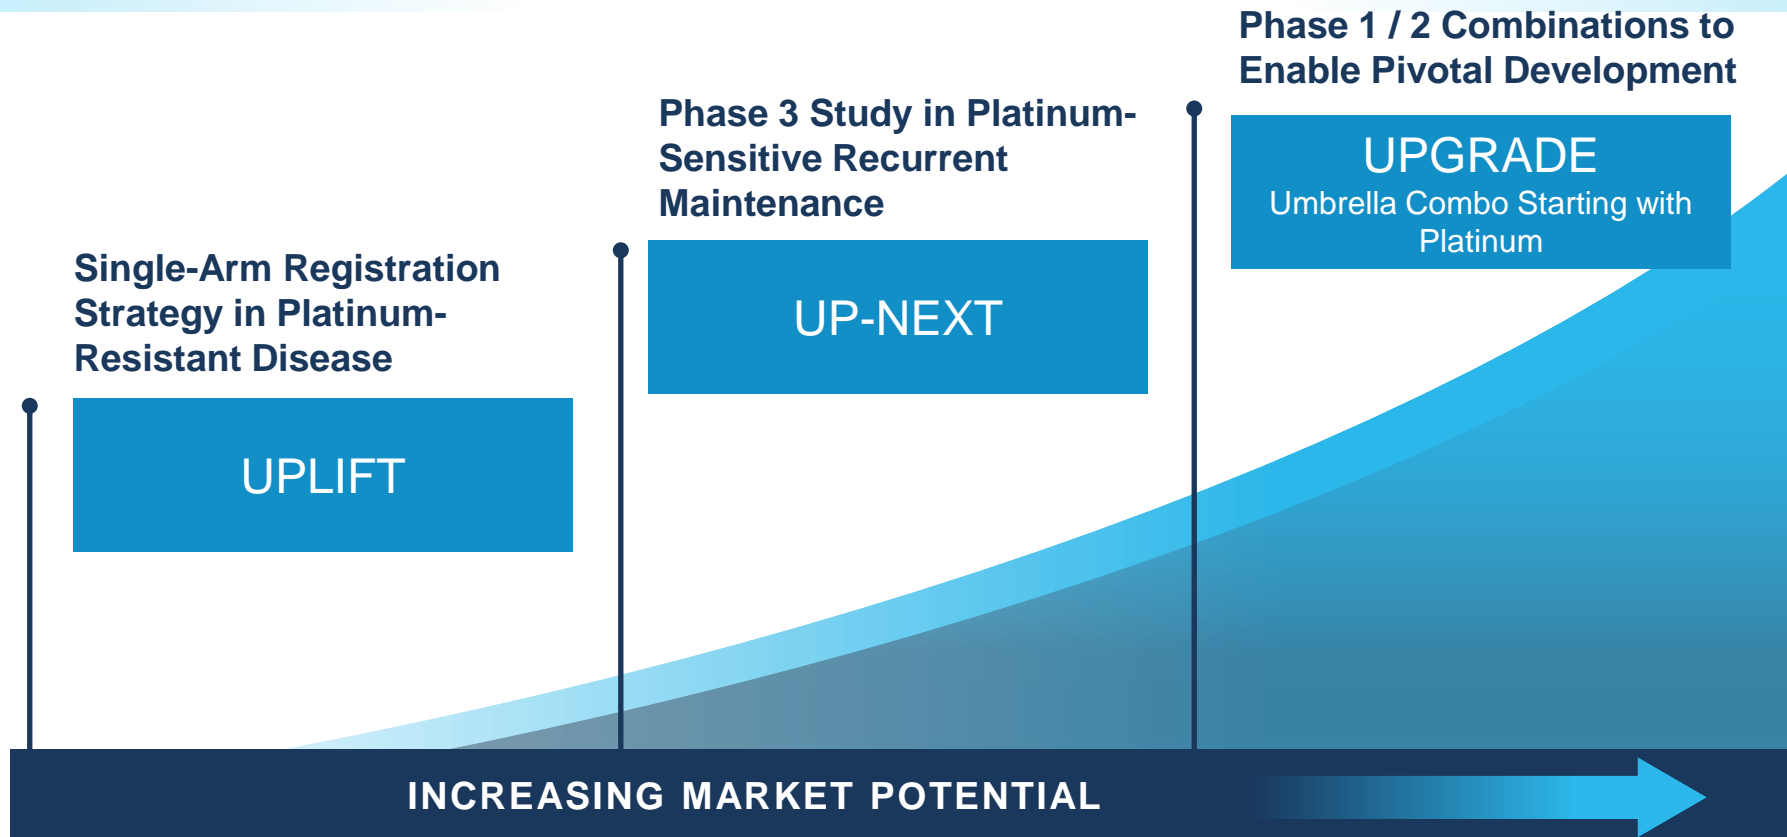 Single-Arm Registration
Strategy in Platinum-
Resistant Disease
UPLIFT
Phase 3 Study in Platinum-
Sensitive Recurrent
Maintenance
UP-NEXT
Phase 1 / 2 Combinations to
Enable Pivotal Development
UPGRADE
Umbrella Combo Starting with
Platinum
INCREASING MARKET POTENTIAL